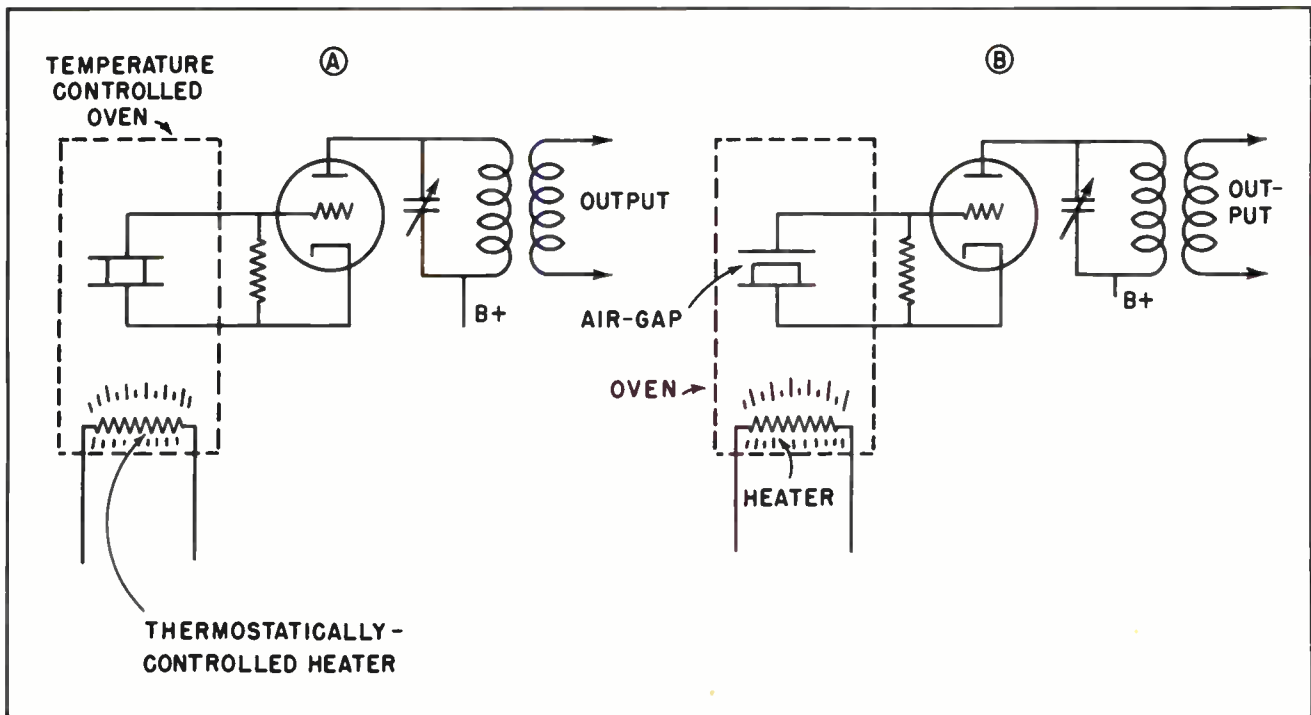 Ⓐ
TEMPERATURE
CONTROLLED
OVEN
OUTPUT
B+
THERMOSTATICALLY-
CONTROLLED HEATER
Ⓑ
OUT-
PUT
B+
AIR-GAP
OVEN
HEATER